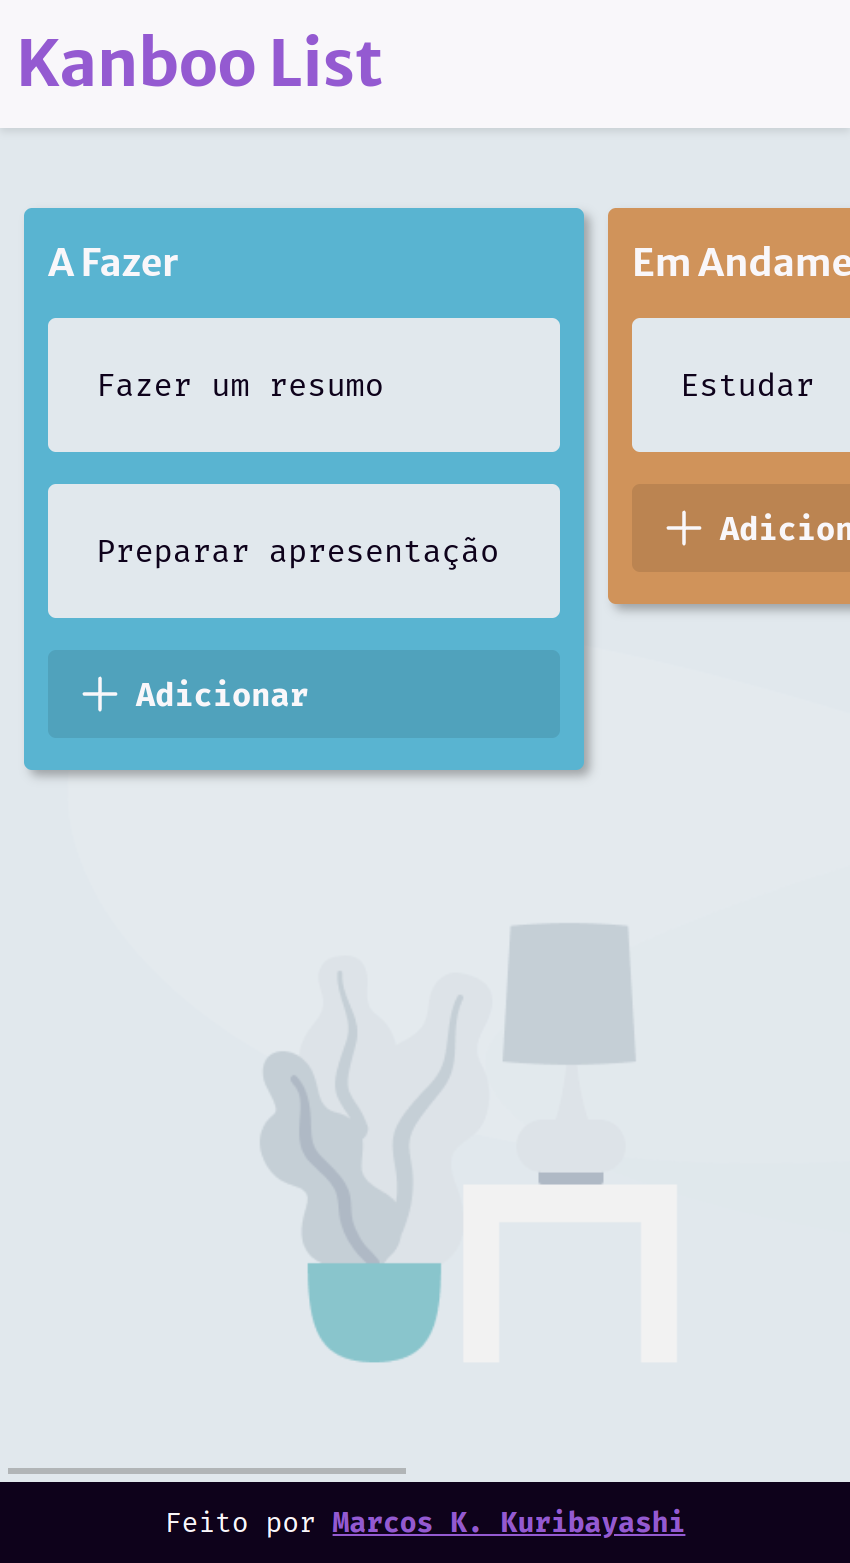 Kanboo List
A Fazer
Fazer um resumo
Preparar apresentação
Adicionar
Em Andame
Estudar
Adicion
Feito por Marcos K. Kuribayashi